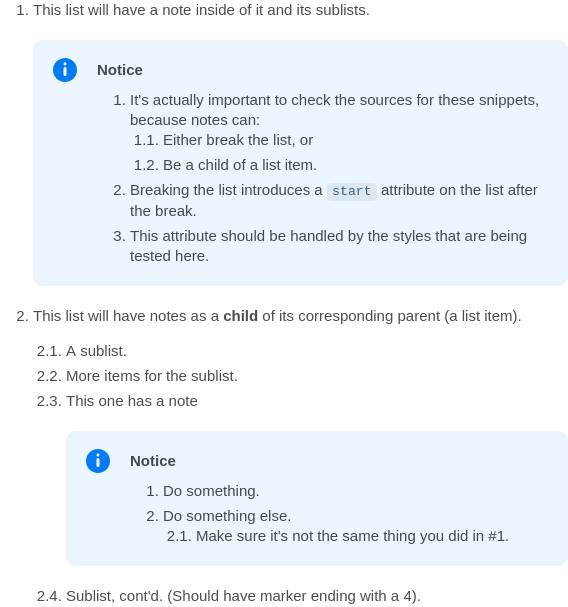 1. This list will have a note inside of it and its sublists.
Notice
1. It's actually important to check the sources for these snippets,
because notes can:
1.1. Either break the list, or
1.2. Be a child of a list item.
2. Breaking the list introduces a start attribute on the list after
the break.
3. This attribute should be handled by the styles that are being
tested here.
2. This list will have notes as a child of its corresponding parent (a list item).
2.1. A sublist.
2.2. More items for the sublist.
2.3. This one has a note
Notice
1. Do something.
2. Do something else.
2.1. Make sure it's not the same thing you did in #1.
2.4. Sublist, cont'd. (Should have marker ending with a 4).